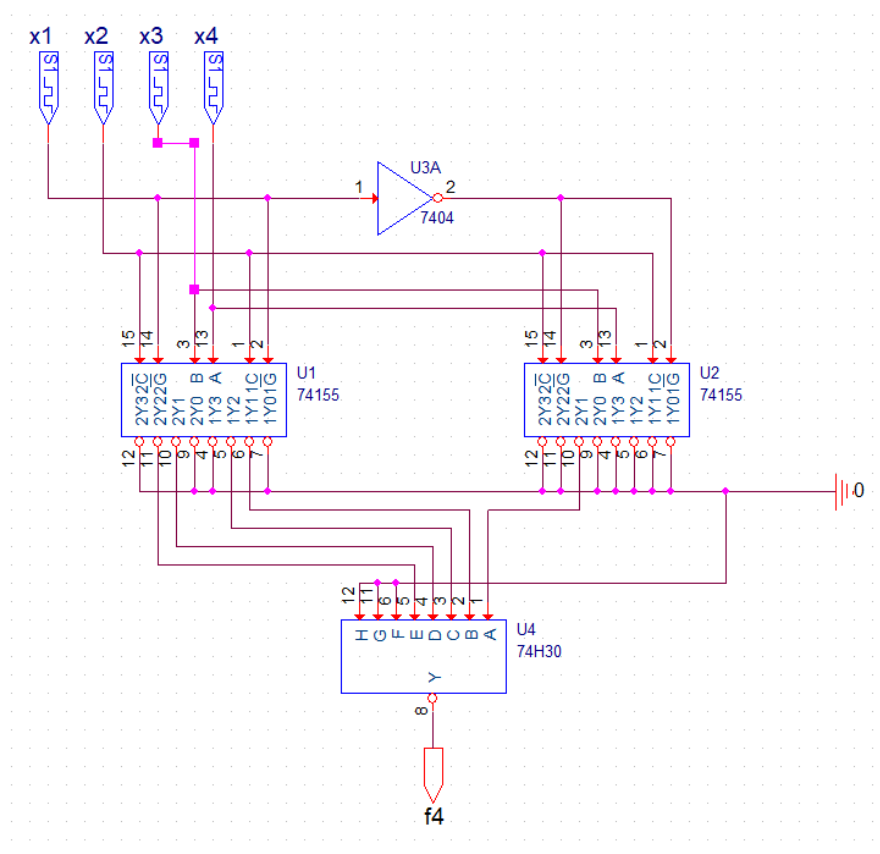 x1 x2 x3 x4
S1 S1 S1 S1
U3A
1 2
7404
15 14 3 13 1 2
15 14 3 13 1 2
2C 2G B A 1C 1G
U1
74155
2Y3 2Y2 2Y1 2Y0 1Y3 1Y2 1Y1 1Y0
2C 2G B A 1C 1G
U2
74155
2Y3 2Y2 2Y1 2Y0 1Y3 1Y2 1Y1 1Y0
12 11 10 9 4 5 6 7
12 11 10 9 4 5 6 7
0
12 11 6 5 4 3 2 1
H G F E D C B A
U4
74H30
Y
8
f4